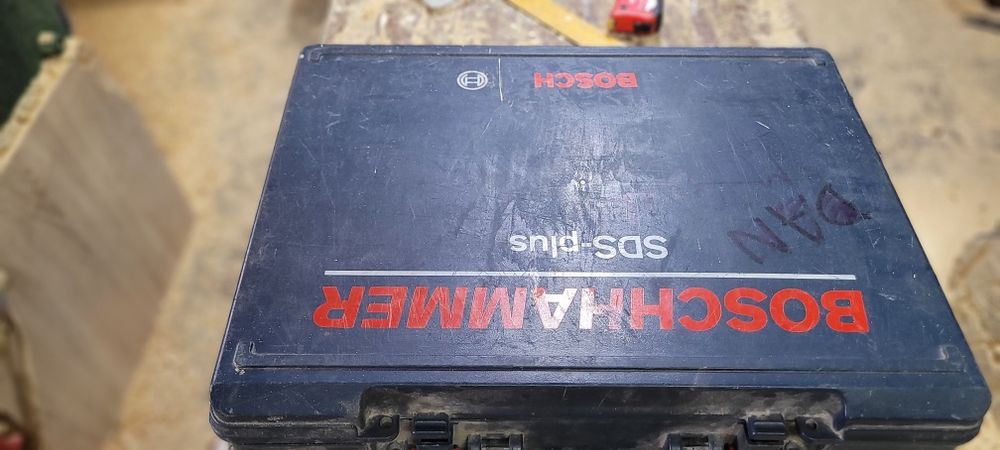 BOSCHHAMMER
SDS-plus
DAN
BOSCH